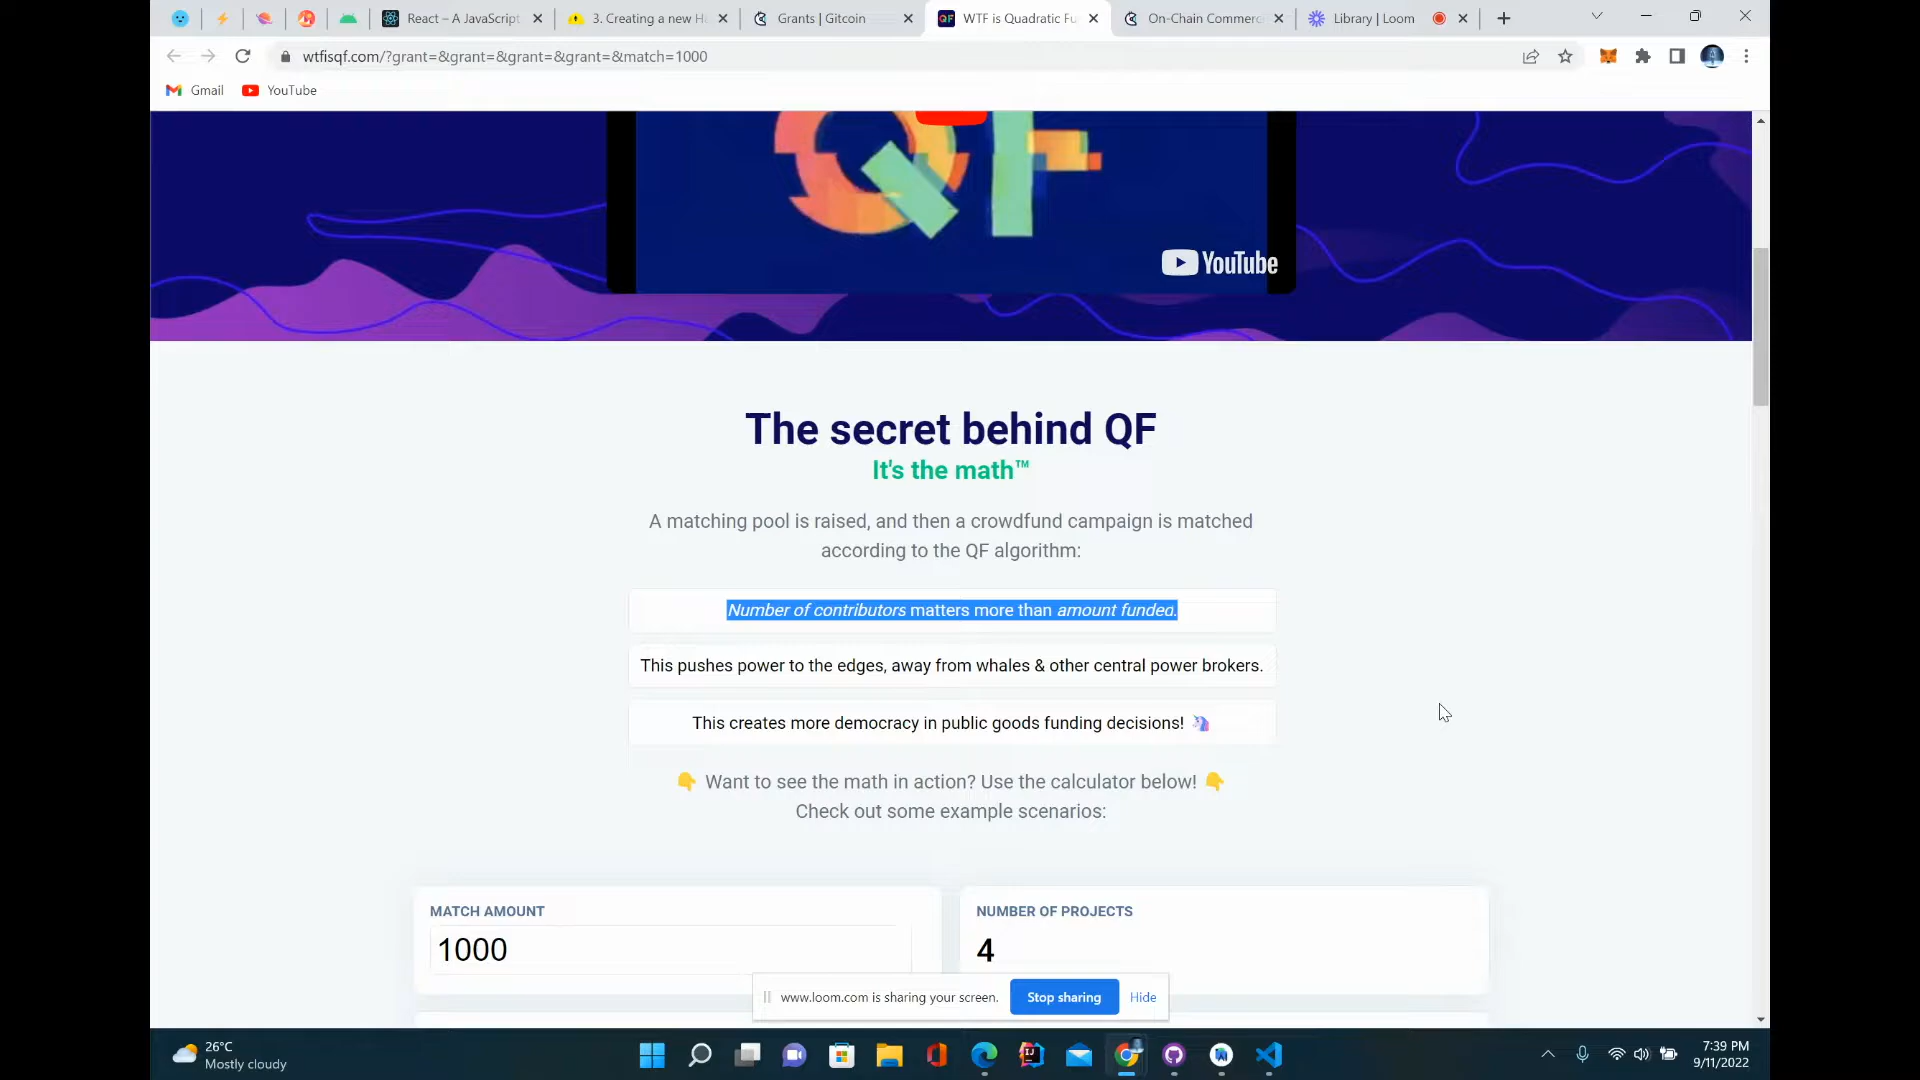 React – A JavaScript
3. Creating a new H
Grants | Gitcoin
QF
WTF is Quadratic Fu
On-Chain Commerc
Library | Loom
wtfisqf.com/?grant=&grant=&grant=&grant=&match=1000
Gmail
YouTube
QF
YouTube
The secret behind QF
It's the math™
A matching pool is raised, and then a crowdfund campaign is matched
according to the QF algorithm:
Number of contributors matters more than amount funded.
This pushes power to the edges, away from whales & other central power brokers.
This creates more democracy in public goods funding decisions! 🦄
👇 Want to see the math in action? Use the calculator below! 👇
Check out some example scenarios:
MATCH AMOUNT
1000
NUMBER OF PROJECTS
4
www.loom.com is sharing your screen.
Stop sharing
Hide
26°C
Mostly cloudy
7:39 PM
9/11/2022